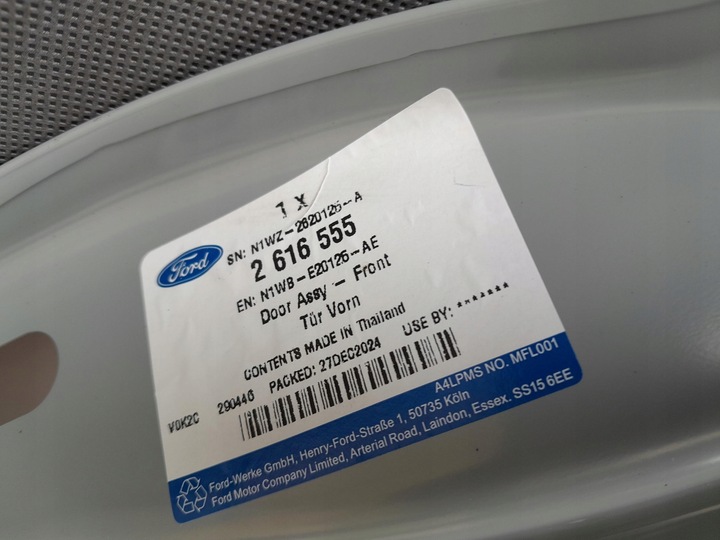 1 X
Ford
SN: N1WZ-2620126-A
2 616 555
EN: N1WB-E20126-AE
Door Assy - Front
Tür Vorn
CONTENTS MADE IN Thailand
PACKED: 27DEC2024 USE BY: **-*****
V0K2C 29044G
A4LPMS NO. MFL001
Ford-Werke GmbH, Henry-Ford-Straße 1, 50735 Köln
Ford Motor Company Limited, Arterial Road, Laindon, Essex. SS15 6EE